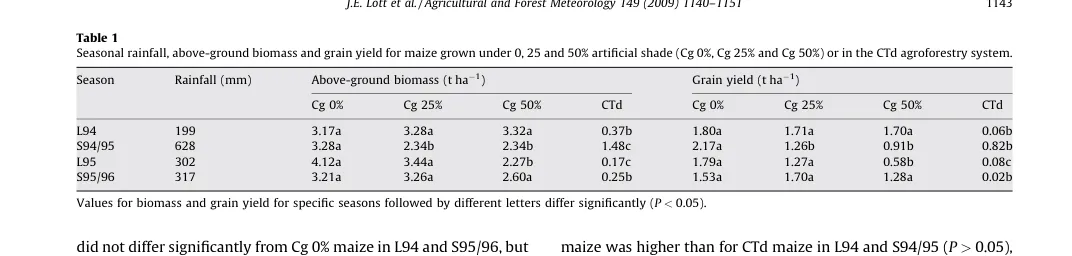 J.E. Lott et al. / Agricultural and Forest Meteorology 149 (2009) 1140–1151 1143
Table 1
Seasonal rainfall, above-ground biomass and grain yield for maize grown under 0, 25 and 50% artificial shade (Cg 0%, Cg 25% and Cg 50%) or in the CTd agroforestry system.
Season Rainfall (mm) Above-ground biomass (t ha⁻¹) Grain yield (t ha⁻¹)
Cg 0% Cg 25% Cg 50% CTd Cg 0% Cg 25% Cg 50% CTd
L94 199 3.17a 3.28a 3.32a 0.37b 1.80a 1.71a 1.70a 0.06b
S94/95 628 3.28a 2.34b 2.34b 1.48c 2.17a 1.26b 0.91b 0.82b
L95 302 4.12a 3.44a 2.27b 0.17c 1.79a 1.27a 0.58b 0.08c
S95/96 317 3.21a 3.26a 2.60a 0.25b 1.53a 1.70a 1.28a 0.02b
Values for biomass and grain yield for specific seasons followed by different letters differ significantly (P < 0.05).
did not differ significantly from Cg 0% maize in L94 and S95/96, but
maize was higher than for CTd maize in L94 and S94/95 (P > 0.05),